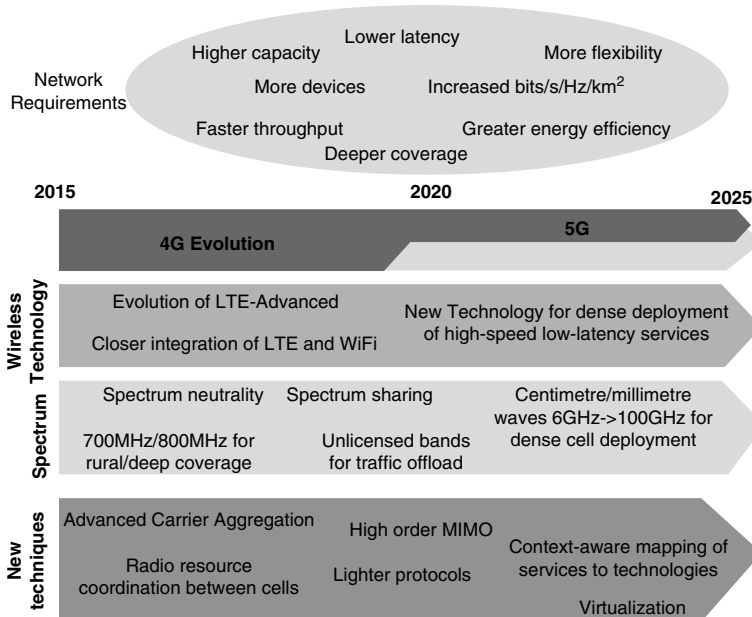 Lower latency
Higher capacity
More flexibility
Network
Requirements
More devices
Increased bits/s/Hz/km²
Faster throughput
Greater energy efficiency
Deeper coverage
2015
2020
2025
4G Evolution
5G
Wireless
Technology
Evolution of LTE-Advanced
Closer integration of LTE and WiFi
New Technology for dense deployment
of high-speed low-latency services
Spectrum
Spectrum neutrality
Spectrum sharing
Centimetre/millimetre
waves 6GHz->100GHz for
dense cell deployment
700MHz/800MHz for
rural/deep coverage
Unlicensed bands
for traffic offload
New
techniques
Advanced Carrier Aggregation
High order MIMO
Context-aware mapping of
services to technologies
Radio resource
coordination between cells
Lighter protocols
Virtualization